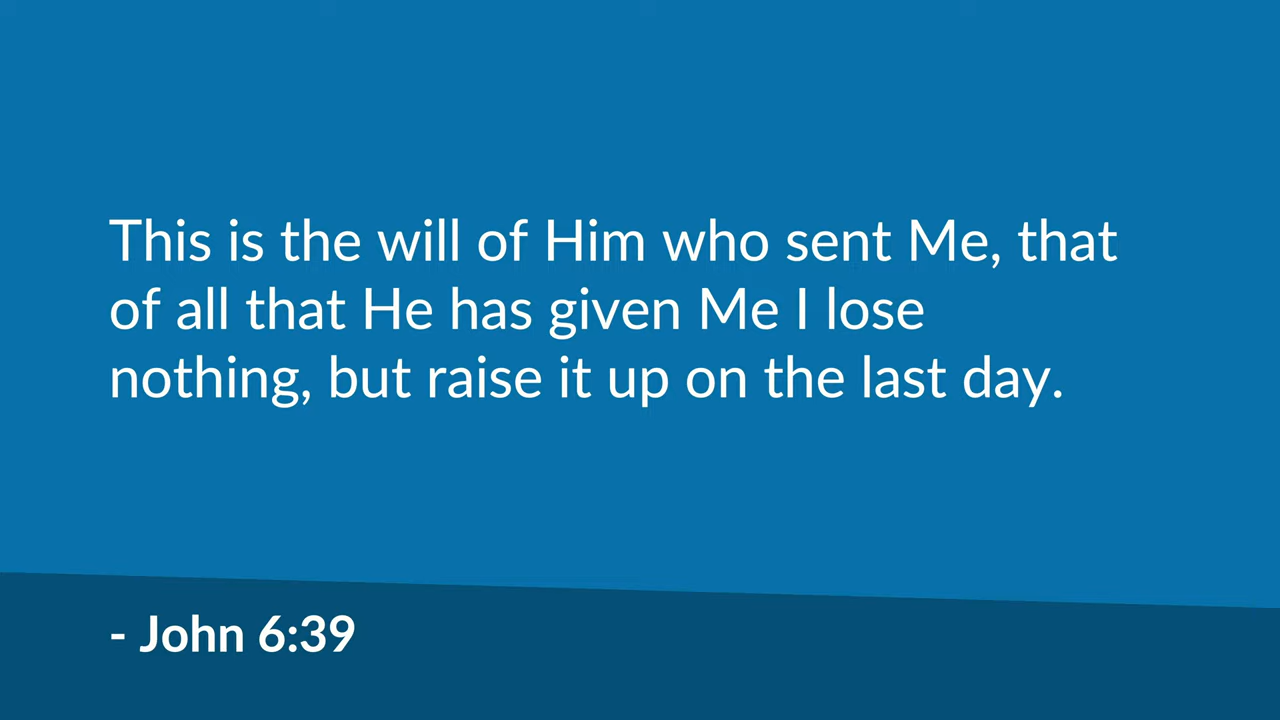 This is the will of Him who sent Me, that
of all that He has given Me I lose
nothing, but raise it up on the last day.
- John 6:39